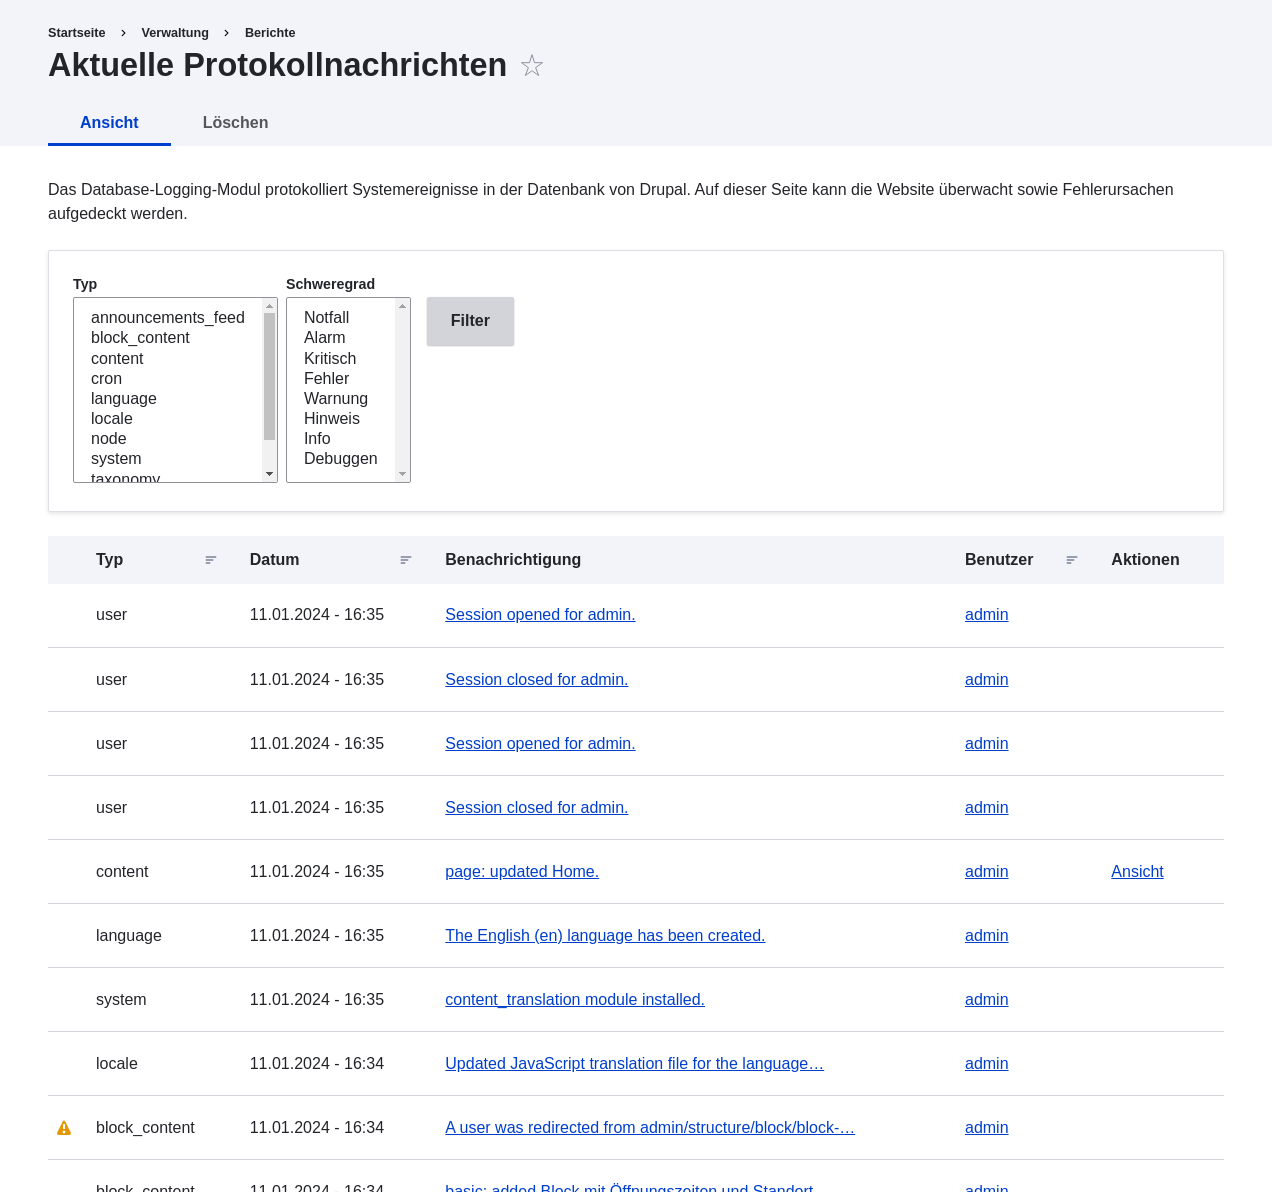 Startseite Verwaltung Berichte
Aktuelle Protokollnachrichten
Ansicht Löschen
Das Database-Logging-Modul protokolliert Systemereignisse in der Datenbank von Drupal. Auf dieser Seite kann die Website überwacht sowie Fehlerursachen
aufgedeckt werden.
Typ
announcements_feed
block_content
content
cron
language
locale
node
system
taxonomy
Schweregrad
Notfall
Alarm
Kritisch
Fehler
Warnung
Hinweis
Info
Debuggen
Filter
Typ Datum Benachrichtigung Benutzer Aktionen
user 11.01.2024 - 16:35 Session opened for admin. admin
user 11.01.2024 - 16:35 Session closed for admin. admin
user 11.01.2024 - 16:35 Session opened for admin. admin
user 11.01.2024 - 16:35 Session closed for admin. admin
content 11.01.2024 - 16:35 page: updated Home. admin Ansicht
language 11.01.2024 - 16:35 The English (en) language has been created. admin
system 11.01.2024 - 16:35 content_translation module installed. admin
locale 11.01.2024 - 16:34 Updated JavaScript translation file for the language… admin
block_content 11.01.2024 - 16:34 A user was redirected from admin/structure/block/block-… admin
block_content 11.01.2024 - 16:34 basic: added Block mit Öffnungszeiten und Standort admin